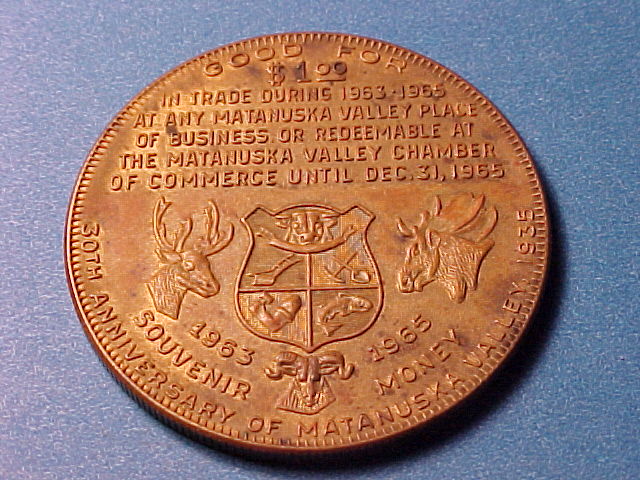 GOOD FOR
$1.00
IN TRADE DURING 1963-1965
AT ANY MATANUSKA VALLEY PLACE
OF BUSINESS OR REDEEMABLE AT
THE MATANUSKA VALLEY CHAMBER
OF COMMERCE UNTIL DEC. 31, 1965
1963 1965
SOUVENIR MONEY
30TH ANNIVERSARY OF MATANUSKA VALLEY 1935